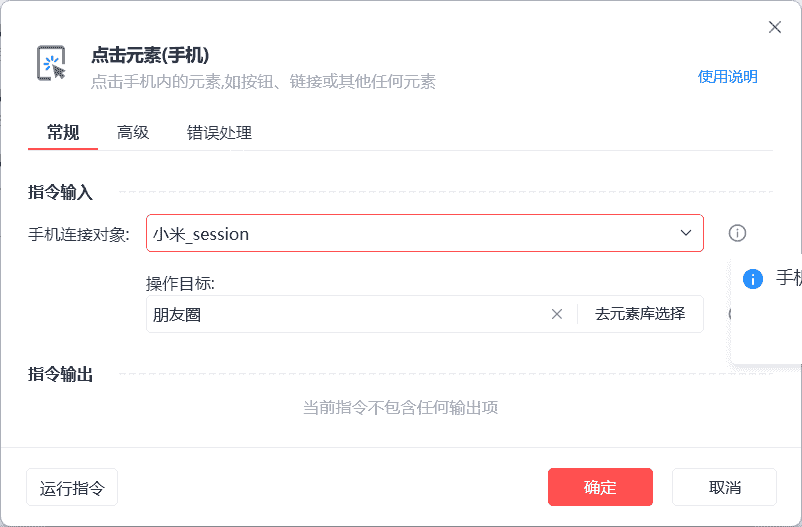 点击元素(手机)
点击手机内的元素,如按钮、链接或其他任何元素
使用说明
常规 高级 错误处理
指令输入
手机连接对象: 小米_session
手机
操作目标:
朋友圈 去元素库选择
指令输出
当前指令不包含任何输出项
运行指令 确定 取消